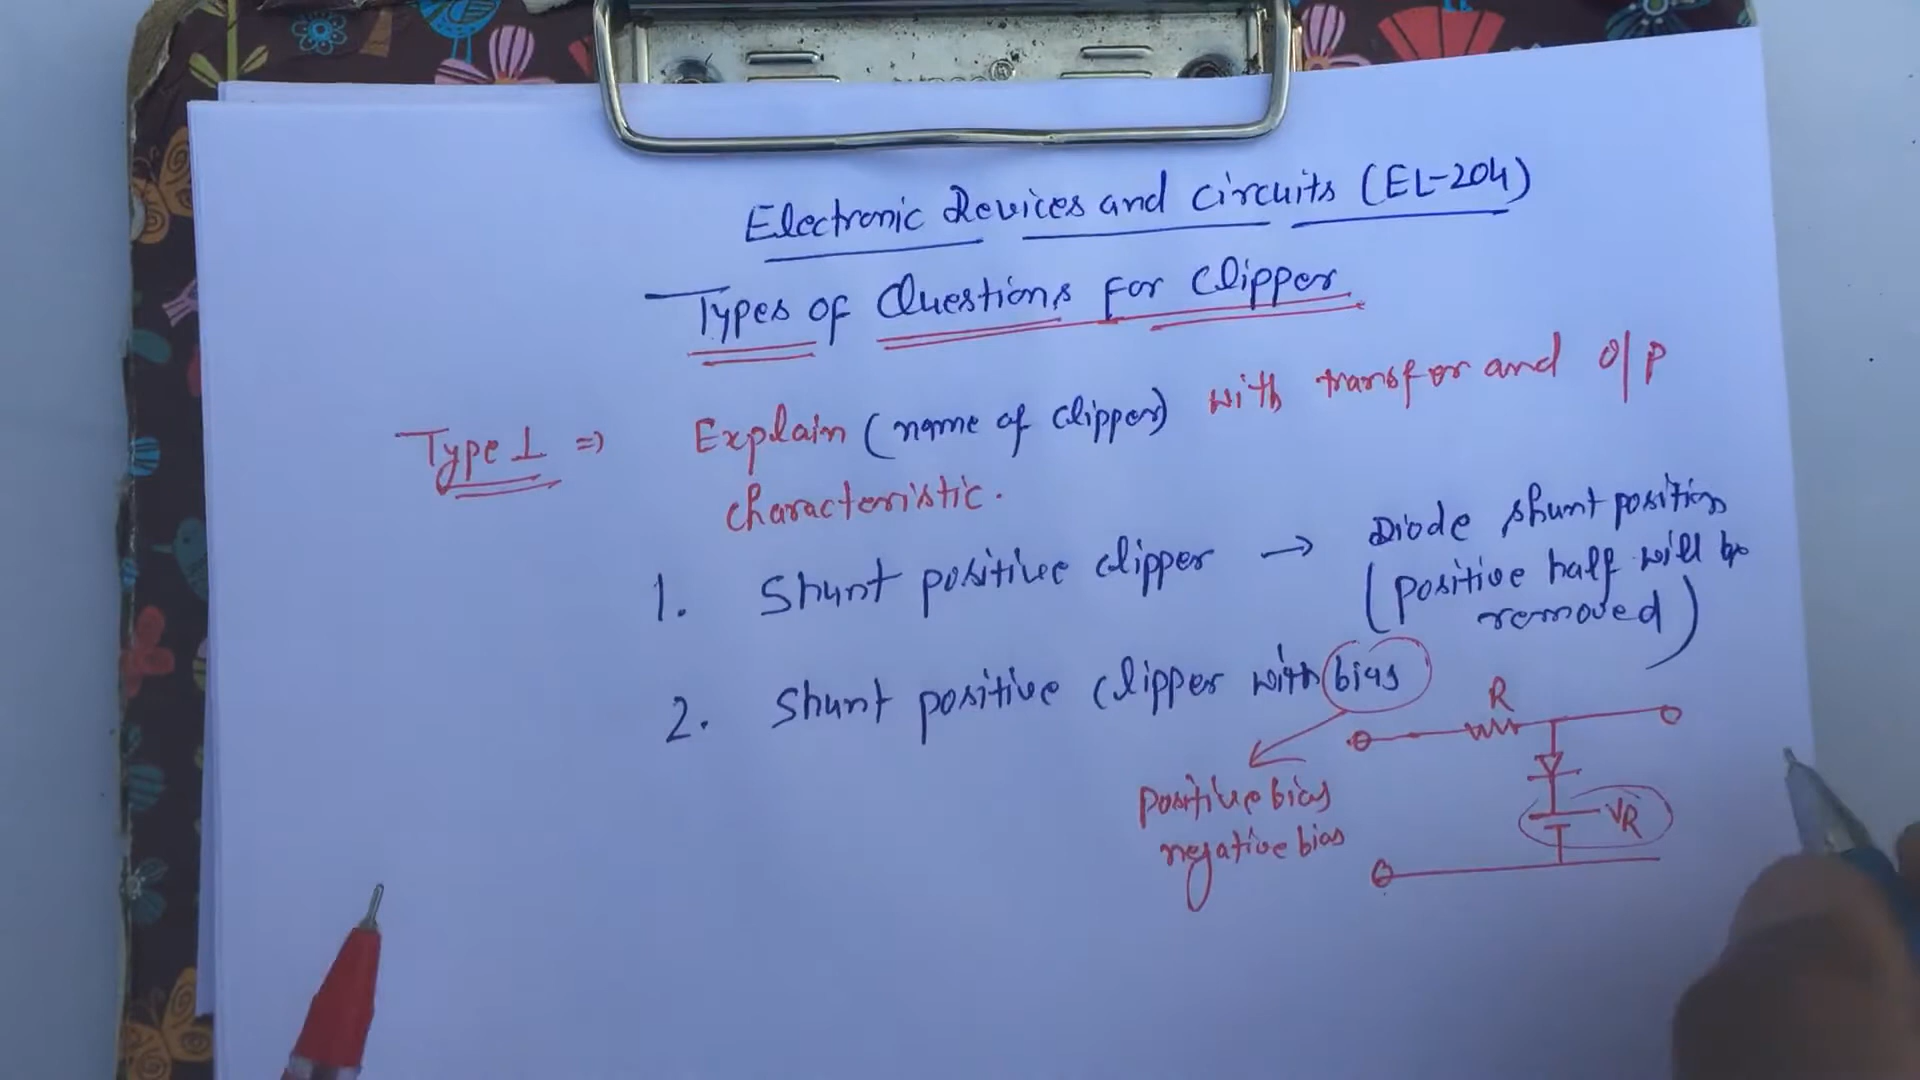 Electronic Devices and Circuits (EL-204)
Types of Questions for Clipper
Type 1 ⇒ Explain (name of clipper) with transfer and o/p
characteristic.
1. Shunt positive clipper → Diode shunt position
(positive half will be
removed)
2. Shunt positive clipper with bias
R
positive bias
VR
negative bias